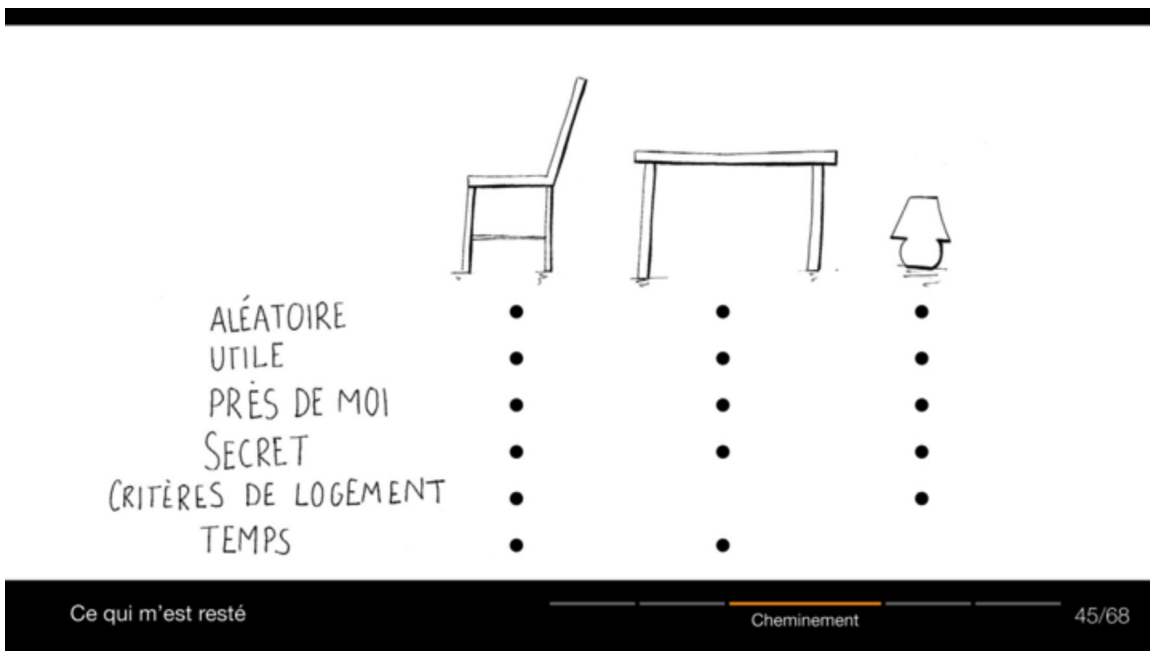 ALÉATOIRE
UTILE
PRÈS DE MOI
SECRET
CRITÈRES DE LOGEMENT
TEMPS
Ce qui m'est resté
Cheminement
45/68